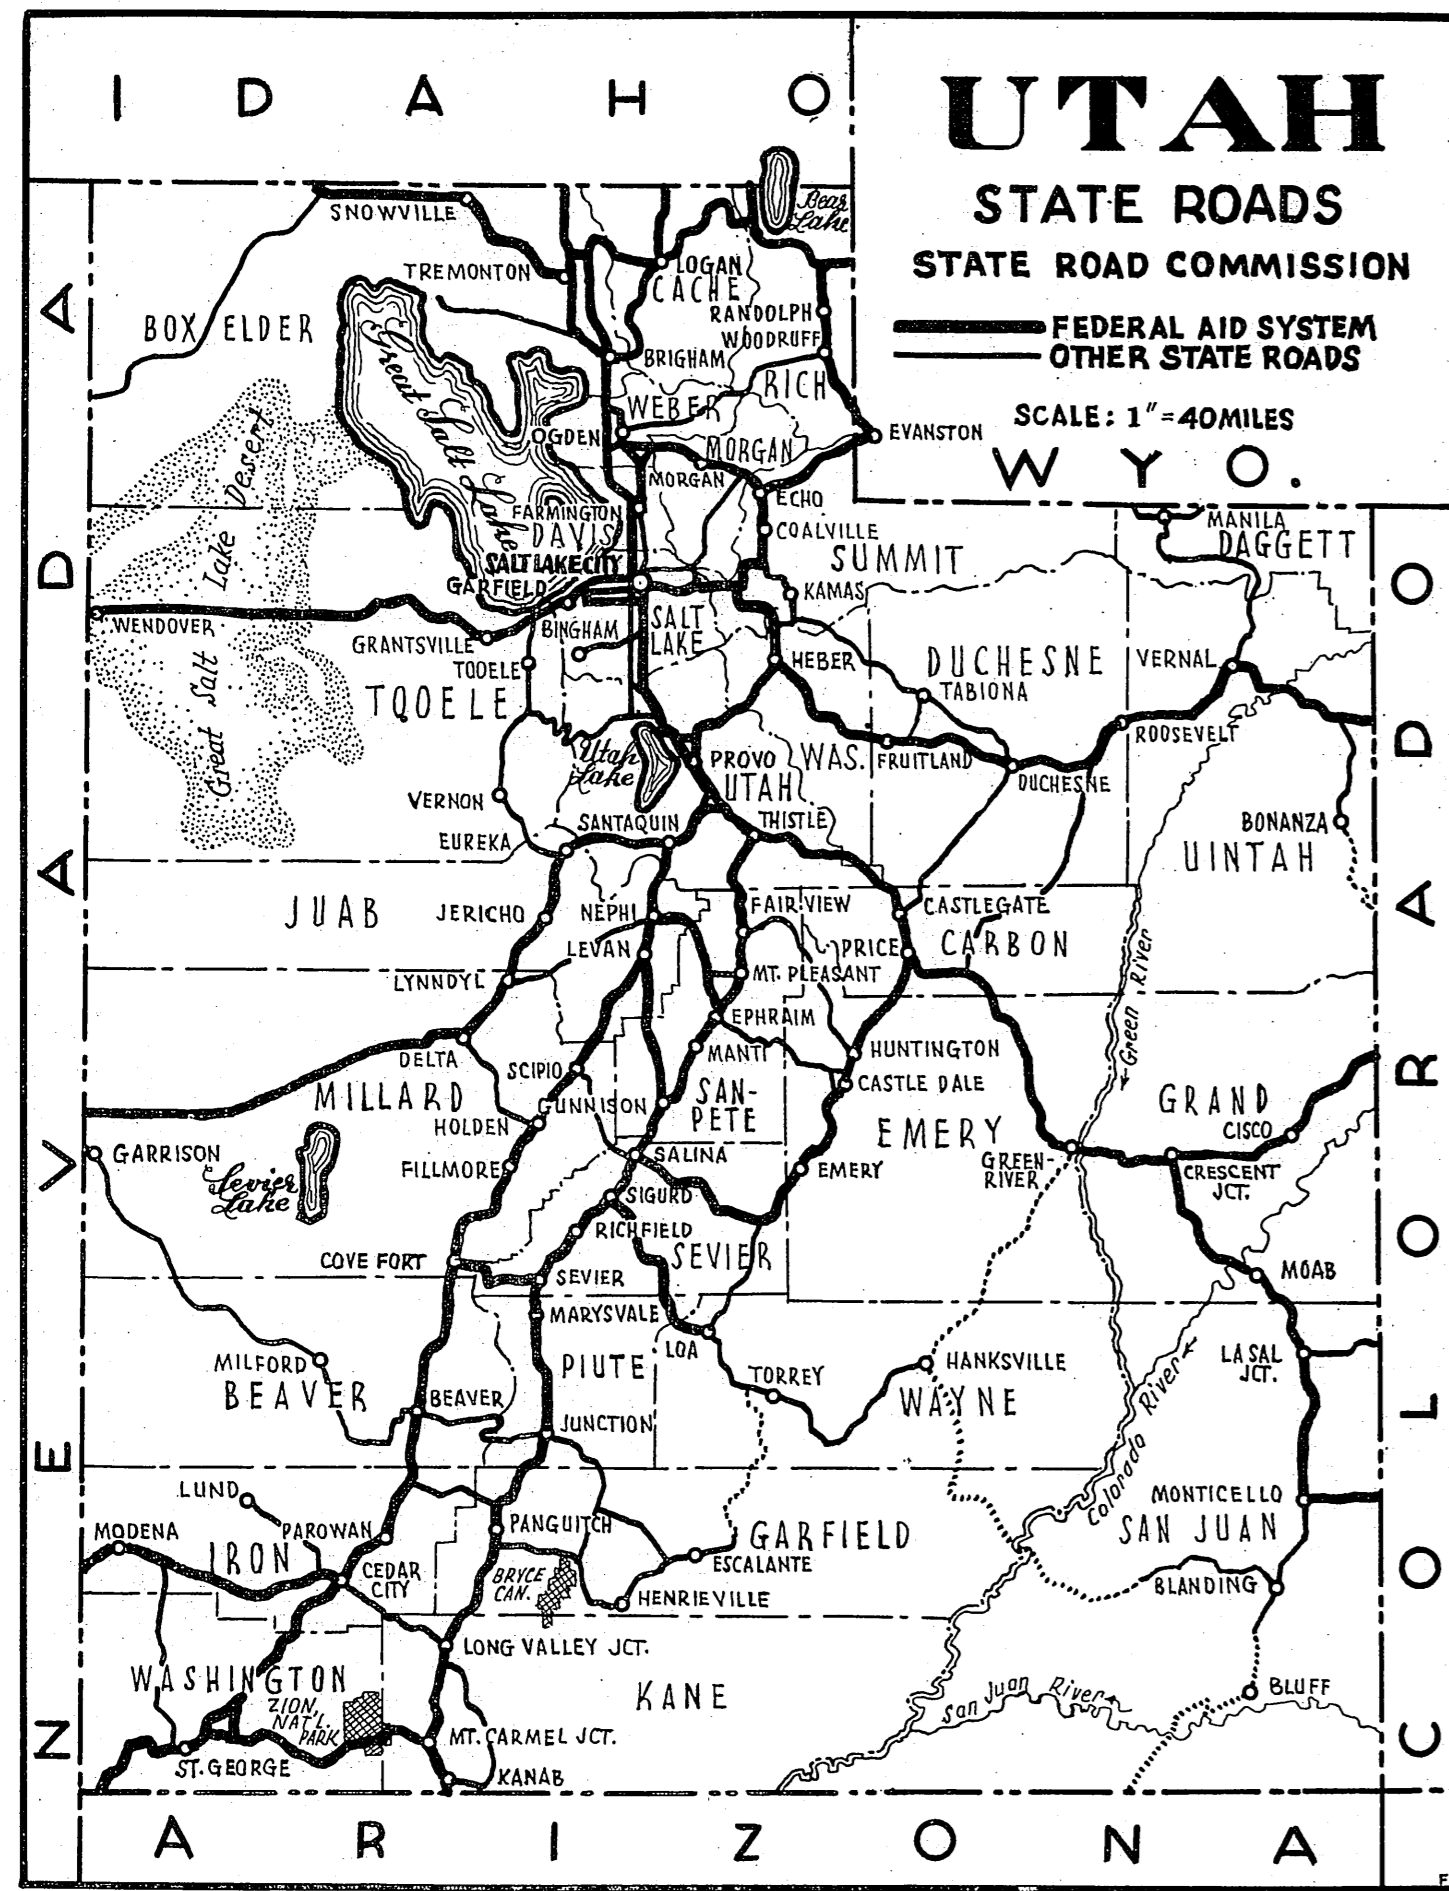 I D A H O
UTAH
STATE ROADS
STATE ROAD COMMISSION
FEDERAL AID SYSTEM
OTHER STATE ROADS
SCALE: 1"=40 MILES
W Y O.
N E V A D A
C O L O R A D O
A R I Z O N A
Bear
Lake
SNOWVILLE
TREMONTON
LOGAN
CACHE
RANDOLPH
WOODRUFF
BOX ELDER
BRIGHAM
RICH
WEBER
Great Salt Lake
OGDEN
MORGAN
EVANSTON
MORGAN
ECHO
Great Salt Lake Desert
FARMINGTON
DAVIS
COALVILLE
SUMMIT
MANILA
DAGGETT
SALT LAKE CITY
GARFIELD
KAMAS
WENDOVER
GRANTSVILLE
BINGHAM
SALT
LAKE
TOOELE
TOOELE
HEBER
DUCHESNE
VERNAL
TABIONA
Utah
Lake
PROVO
UTAH
WAS.
FRUITLAND
ROOSEVELT
DUCHESNE
VERNON
SANTAQUIN
THISTLE
EUREKA
BONANZA
UINTAH
JUAB
JERICHO
NEPHI
FAIRVIEW
CASTLEGATE
CARBON
LEVAN
PRICE
LYNNDYL
MT. PLEASANT
Green River
Green
EPHRAIM
DELTA
MANTI
HUNTINGTON
SCIPIO
CASTLE DALE
MILLARD
GUNNISON
SAN-
PETE
GRAND
HOLDEN
EMERY
CISCO
GARRISON
FILLMORE
SALINA
EMERY
GREEN-
RIVER
CRESCENT
JCT.
Sevier
Lake
SIGURD
RICHFIELD
SEVIER
COVE FORT
SEVIER
MOAB
MARYSVALE
LOA
LA SAL
JCT.
MILFORD
PIUTE
TORREY
HANKSVILLE
BEAVER
BEAVER
WAYNE
JUNCTION
Colorado River
LUND
MONTICELLO
MODENA
PAROWAN
PANGUITCH
GARFIELD
SAN JUAN
IRON
CEDAR
CITY
BRYCE
CAN.
ESCALANTE
HENRIEVILLE
BLANDING
LONG VALLEY JCT.
WASHINGTON
KANE
San Juan River
BLUFF
ZION
NAT'L.
PARK
MT. CARMEL JCT.
ST. GEORGE
KANAB